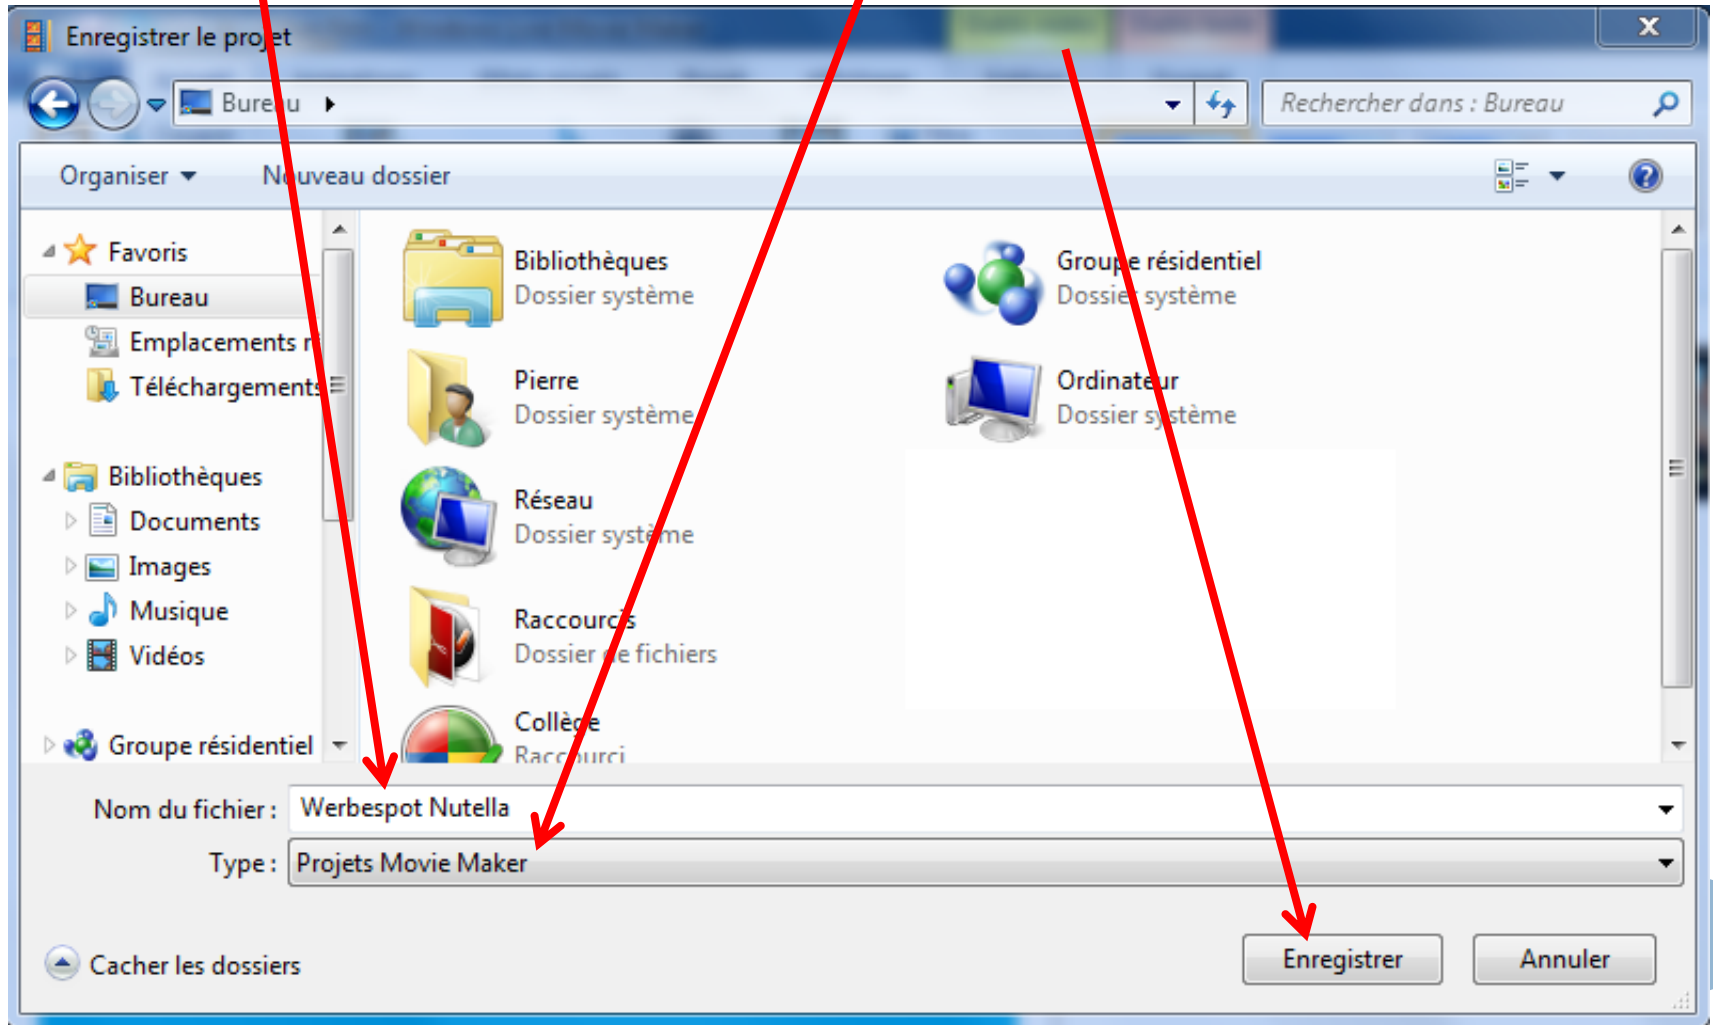 Enregistrer le projet
Bureau
Rechercher dans : Bureau
Organiser
Nouveau dossier
Favoris
Bureau
Emplacements r
Téléchargements
Bibliothèques
Documents
Images
Musique
Vidéos
Groupe résidentiel
Bibliothèques
Dossier système
Groupe résidentiel
Dossier système
Pierre
Dossier système
Ordinateur
Dossier système
Réseau
Dossier système
Raccourcis
Dossier de fichiers
Collège
Raccourci
Nom du fichier : Werbespot Nutella
Type : Projets Movie Maker
Cacher les dossiers
Enregistrer
Annuler